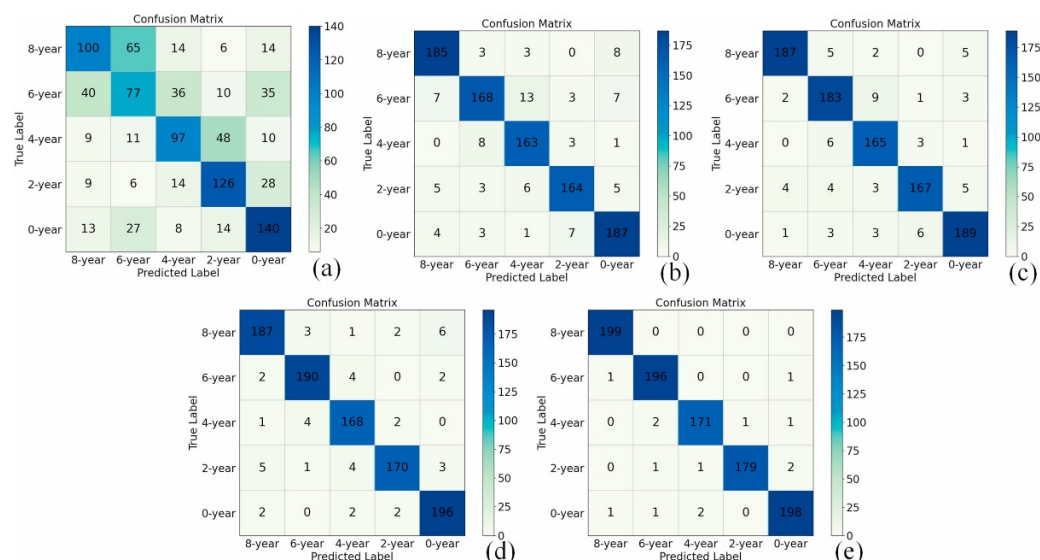 Confusion Matrix
8-year 100 65 14 6 14
6-year 40 77 36 10 35
4-year 9 11 97 48 10
2-year 9 6 14 126 28
0-year 13 27 8 14 140
8-year 6-year 4-year 2-year 0-year
Predicted Label
True Label
140
120
100
80
60
40
20
(a)
Confusion Matrix
8-year 185 3 3 0 8
6-year 7 168 13 3 7
4-year 0 8 163 3 1
2-year 5 3 6 164 5
0-year 4 3 1 7 187
8-year 6-year 4-year 2-year 0-year
Predicted Label
True Label
175
150
125
100
75
50
25
0
(b)
Confusion Matrix
8-year 187 5 2 0 5
6-year 2 183 9 1 3
4-year 0 6 165 3 1
2-year 4 4 3 167 5
0-year 1 3 3 6 189
8-year 6-year 4-year 2-year 0-year
Predicted Label
True Label
175
150
125
100
75
50
25
0
(c)
Confusion Matrix
8-year 187 3 1 2 6
6-year 2 190 4 0 2
4-year 1 4 168 2 0
2-year 5 1 4 170 3
0-year 2 0 2 2 196
8-year 6-year 4-year 2-year 0-year
Predicted Label
True Label
175
150
125
100
75
50
25
0
(d)
Confusion Matrix
8-year 199 0 0 0 0
6-year 1 196 0 0 1
4-year 0 2 171 1 1
2-year 0 1 1 179 2
0-year 1 1 2 0 198
8-year 6-year 4-year 2-year 0-year
Predicted Label
True Label
175
150
125
100
75
50
25
0
(e)